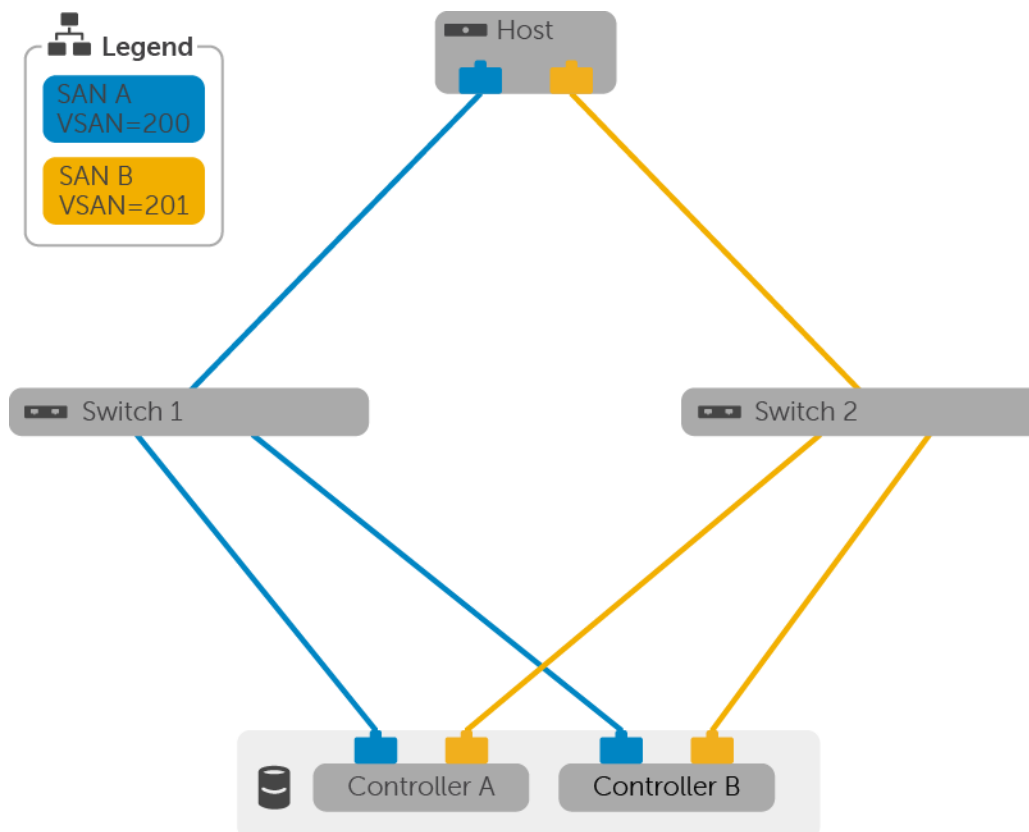 Host
Legend
SAN A
VSAN=200
SAN B
VSAN=201
Switch 1
Switch 2
Controller A
Controller B